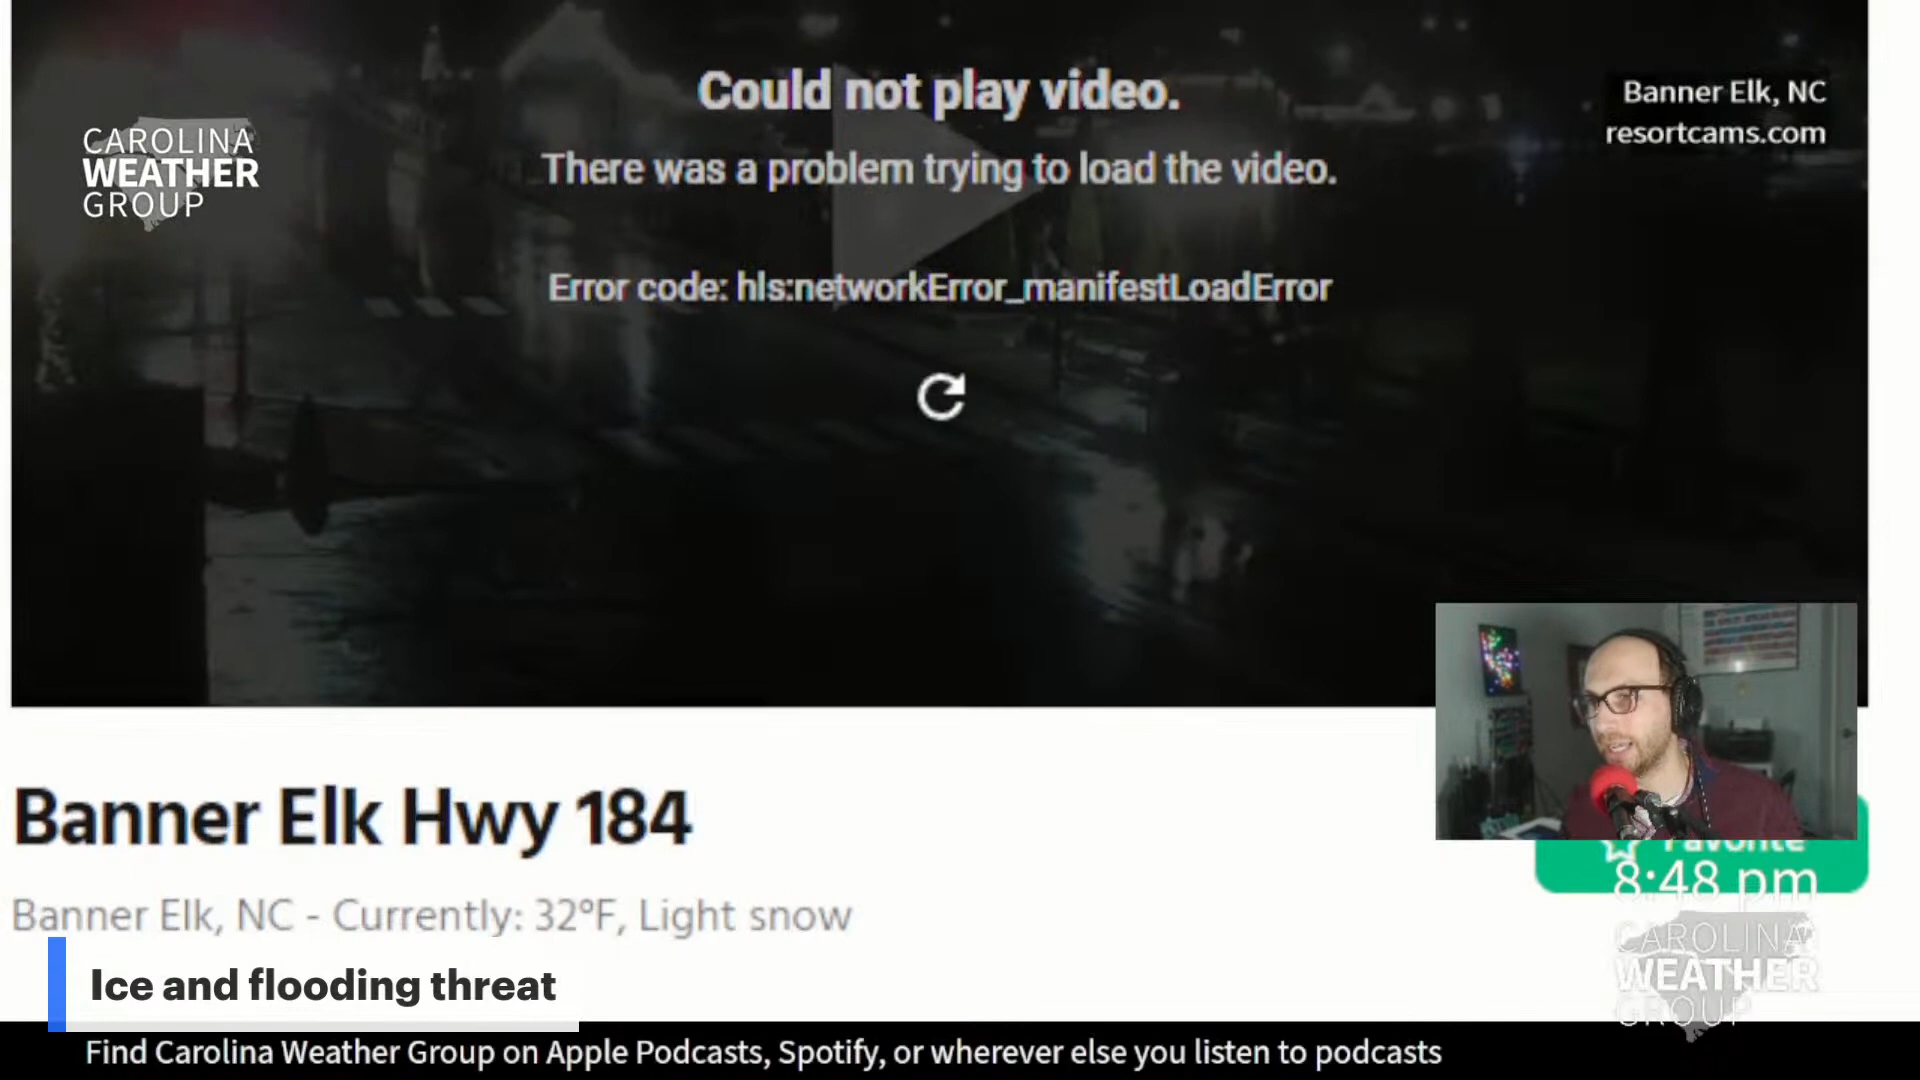 Could not play video.
There was a problem trying to load the video.
Error code: hls:networkError_manifestLoadError
CAROLINA
WEATHER
GROUP
Banner Elk, NC
resortcams.com
Banner Elk Hwy 184
Banner Elk, NC - Currently: 32°F, Light snow
Favorite
8:48 pm
CAROLINA
WEATHER
GROUP
Ice and flooding threat
Find Carolina Weather Group on Apple Podcasts, Spotify, or wherever else you listen to podcasts